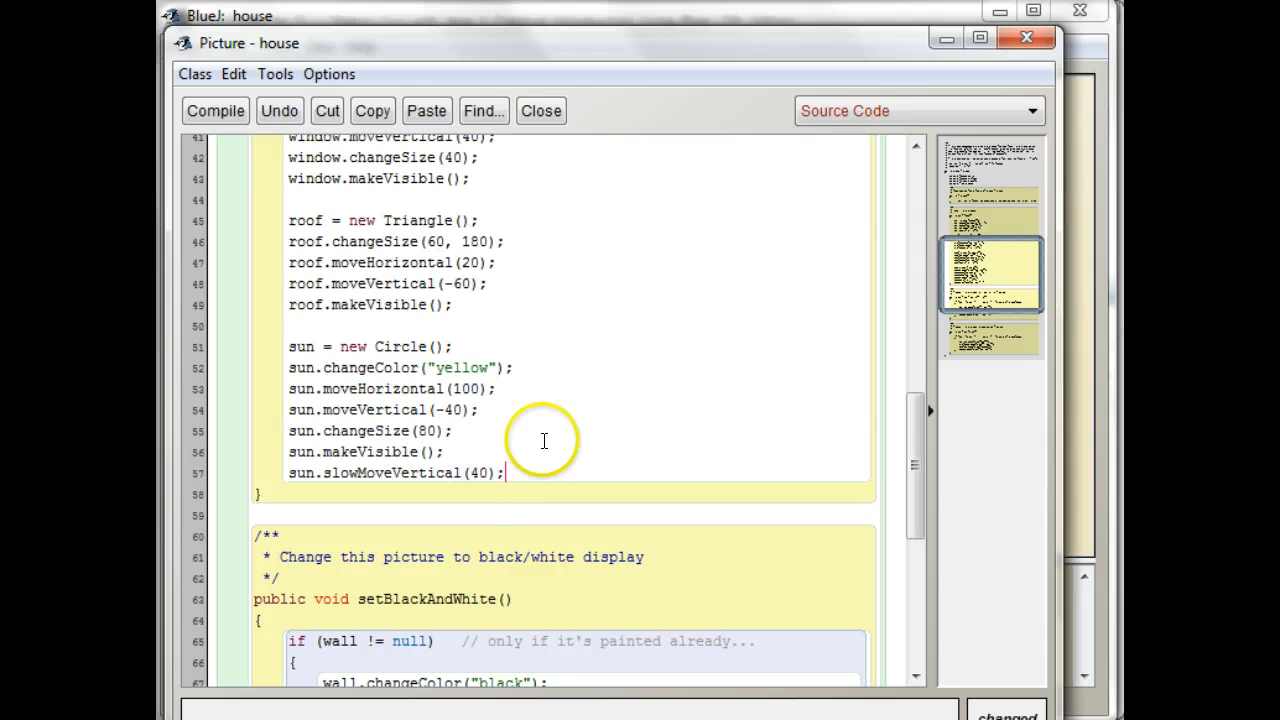 BlueJ: house
Picture - house
Class Edit Tools Options
Compile Undo Cut Copy Paste Find... Close Source Code
41 window.moveVertical(40);
42 window.changeSize(40);
43 window.makeVisible();
44
45 roof = new Triangle();
46 roof.changeSize(60, 180);
47 roof.moveHorizontal(20);
48 roof.moveVertical(-60);
49 roof.makeVisible();
50
51 sun = new Circle();
52 sun.changeColor("yellow");
53 sun.moveHorizontal(100);
54 sun.moveVertical(-40);
55 sun.changeSize(80);
56 sun.makeVisible();
57 sun.slowMoveVertical(40);
58 }
59
60 /**
61 * Change this picture to black/white display
62 */
63 public void setBlackAndWhite()
64 {
65 if (wall != null) // only if it's painted already...
66 {
67 wall.changeColor("black");
changed